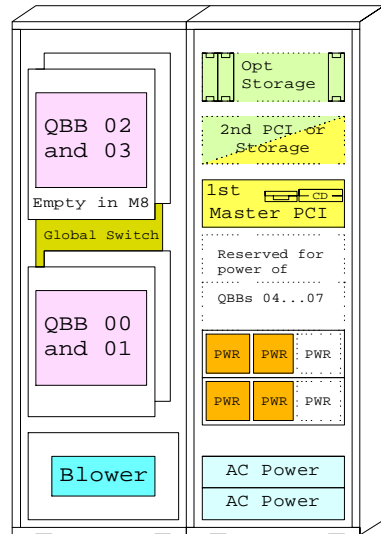 QBB 02
and 03
Empty in M8
Global Switch
QBB 00
and 01
Blower
Opt
Storage
2nd PCI or
Storage
1st
CD
Master PCI
Reserved for
power of
QBBs 04...07
PWR PWR PWR
PWR PWR PWR
AC Power
AC Power